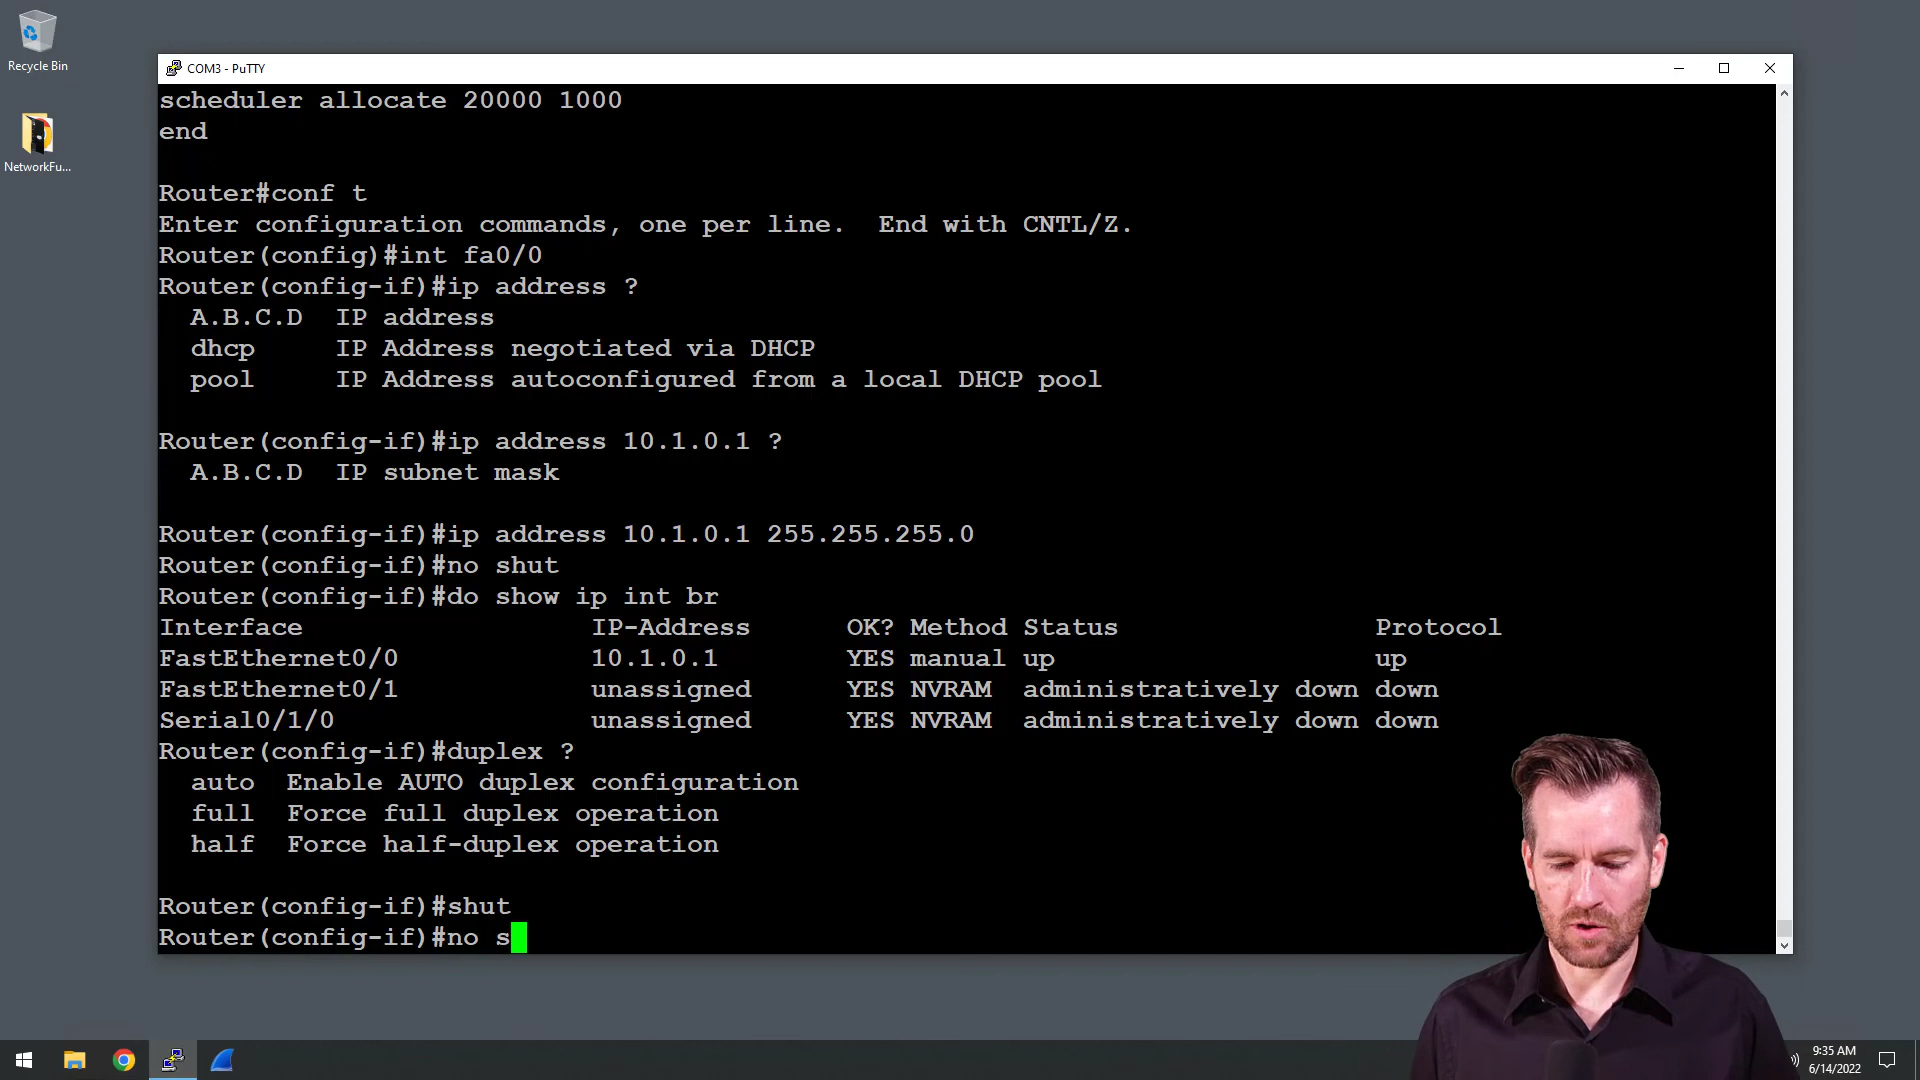 Recycle Bin
NetworkFu...
COM3 - PuTTY
scheduler allocate 20000 1000
end
Router#conf t
Enter configuration commands, one per line.  End with CNTL/Z.
Router(config)#int fa0/0
Router(config-if)#ip address ?
  A.B.C.D  IP address
  dhcp     IP Address negotiated via DHCP
  pool     IP Address autoconfigured from a local DHCP pool
Router(config-if)#ip address 10.1.0.1 ?
  A.B.C.D  IP subnet mask
Router(config-if)#ip address 10.1.0.1 255.255.255.0
Router(config-if)#no shut
Router(config-if)#do show ip int br
Interface                  IP-Address      OK? Method Status                Protocol
FastEthernet0/0            10.1.0.1        YES manual up                    up
FastEthernet0/1            unassigned      YES NVRAM  administratively down down
Serial0/1/0                unassigned      YES NVRAM  administratively down down
Router(config-if)#duplex ?
  auto  Enable AUTO duplex configuration
  full  Force full duplex operation
  half  Force half-duplex operation
Router(config-if)#shut
Router(config-if)#no s
9:35 AM
6/14/2022